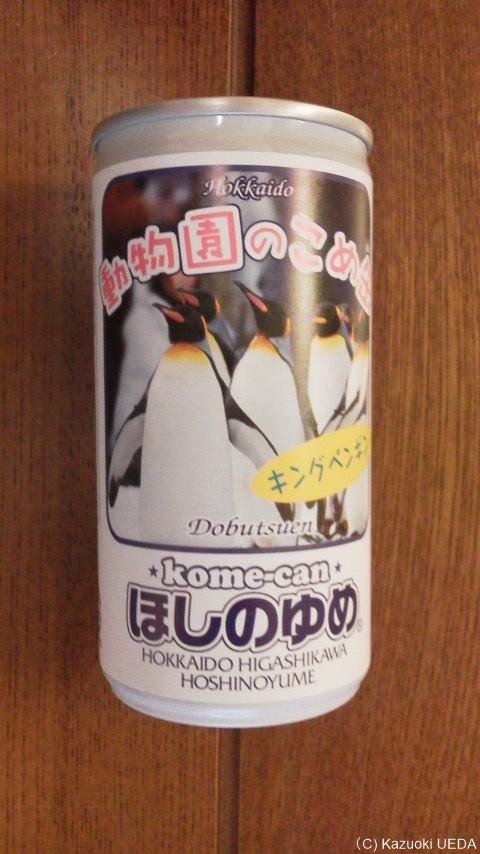 Hokkaido
動物園のこめ缶
キングペンギン
Dobutsuen
★kome-can★
ほしのゆめ®
HOKKAIDO HIGASHIKAWA
HOSHINOYUME
(C) Kazuoki UEDA